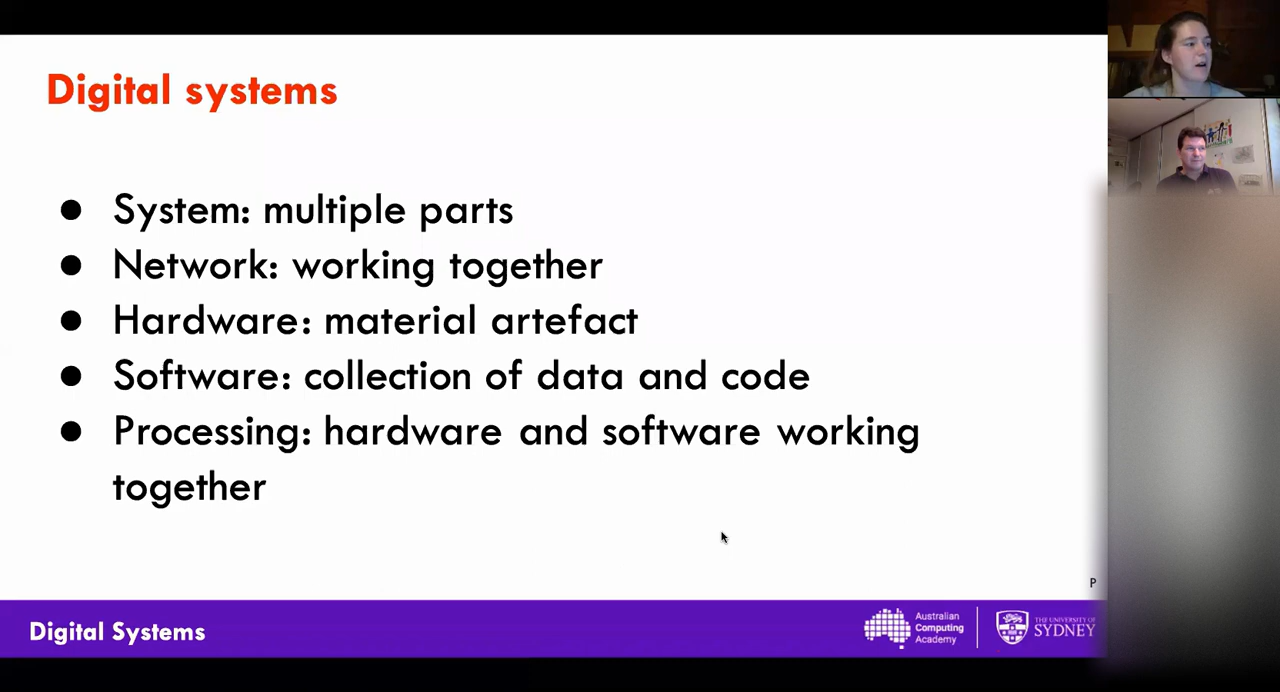 Digital systems
● System: multiple parts
● Network: working together
● Hardware: material artefact
● Software: collection of data and code
● Processing: hardware and software working
together
P
Digital Systems
Australian
Computing
Academy
THE UNIVERSITY OF
SYDNEY